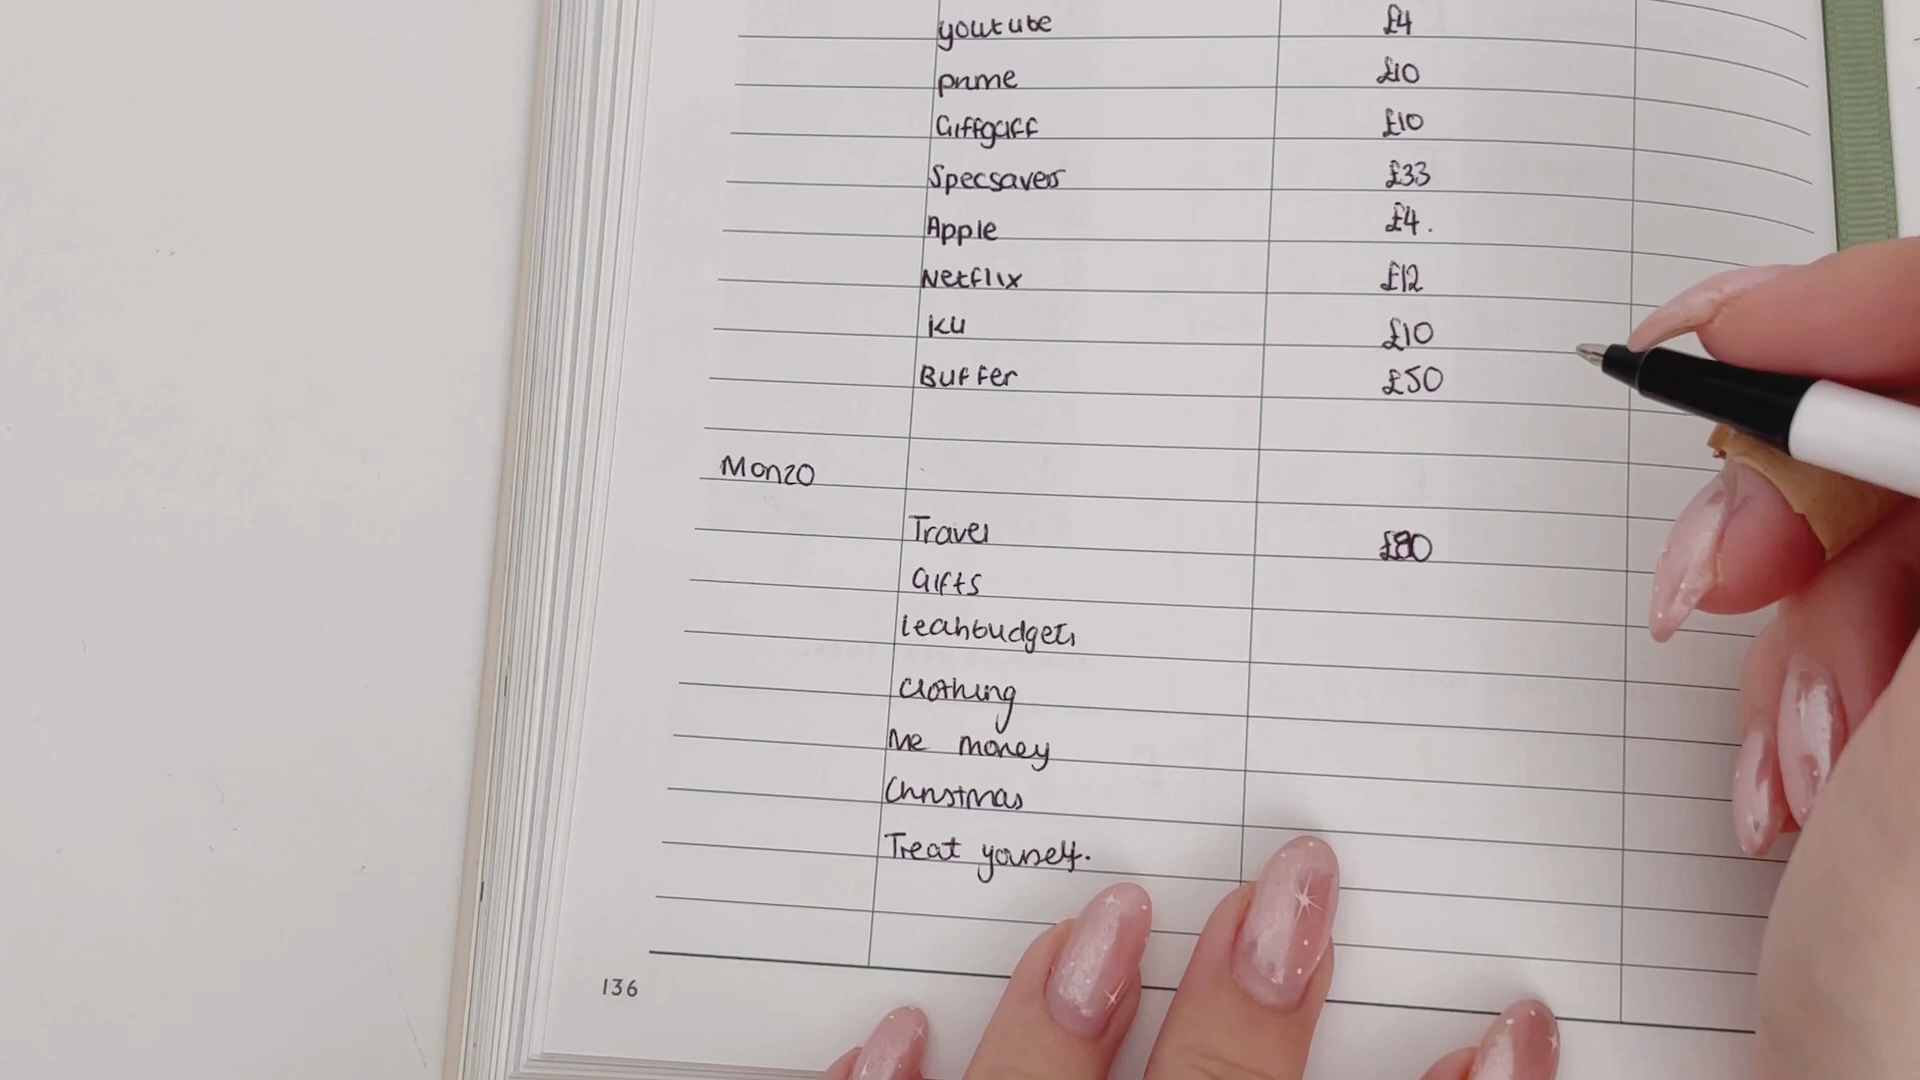 youtube £4
prime £10
Giffgaff £10
Specsavers £33
Apple £4.
Netflix £12
KU £10
Buffer £50
Monzo
Travel £80
Gifts
Leahbudgets
Clothing
Me money
Christmas
Treat yourself.
136